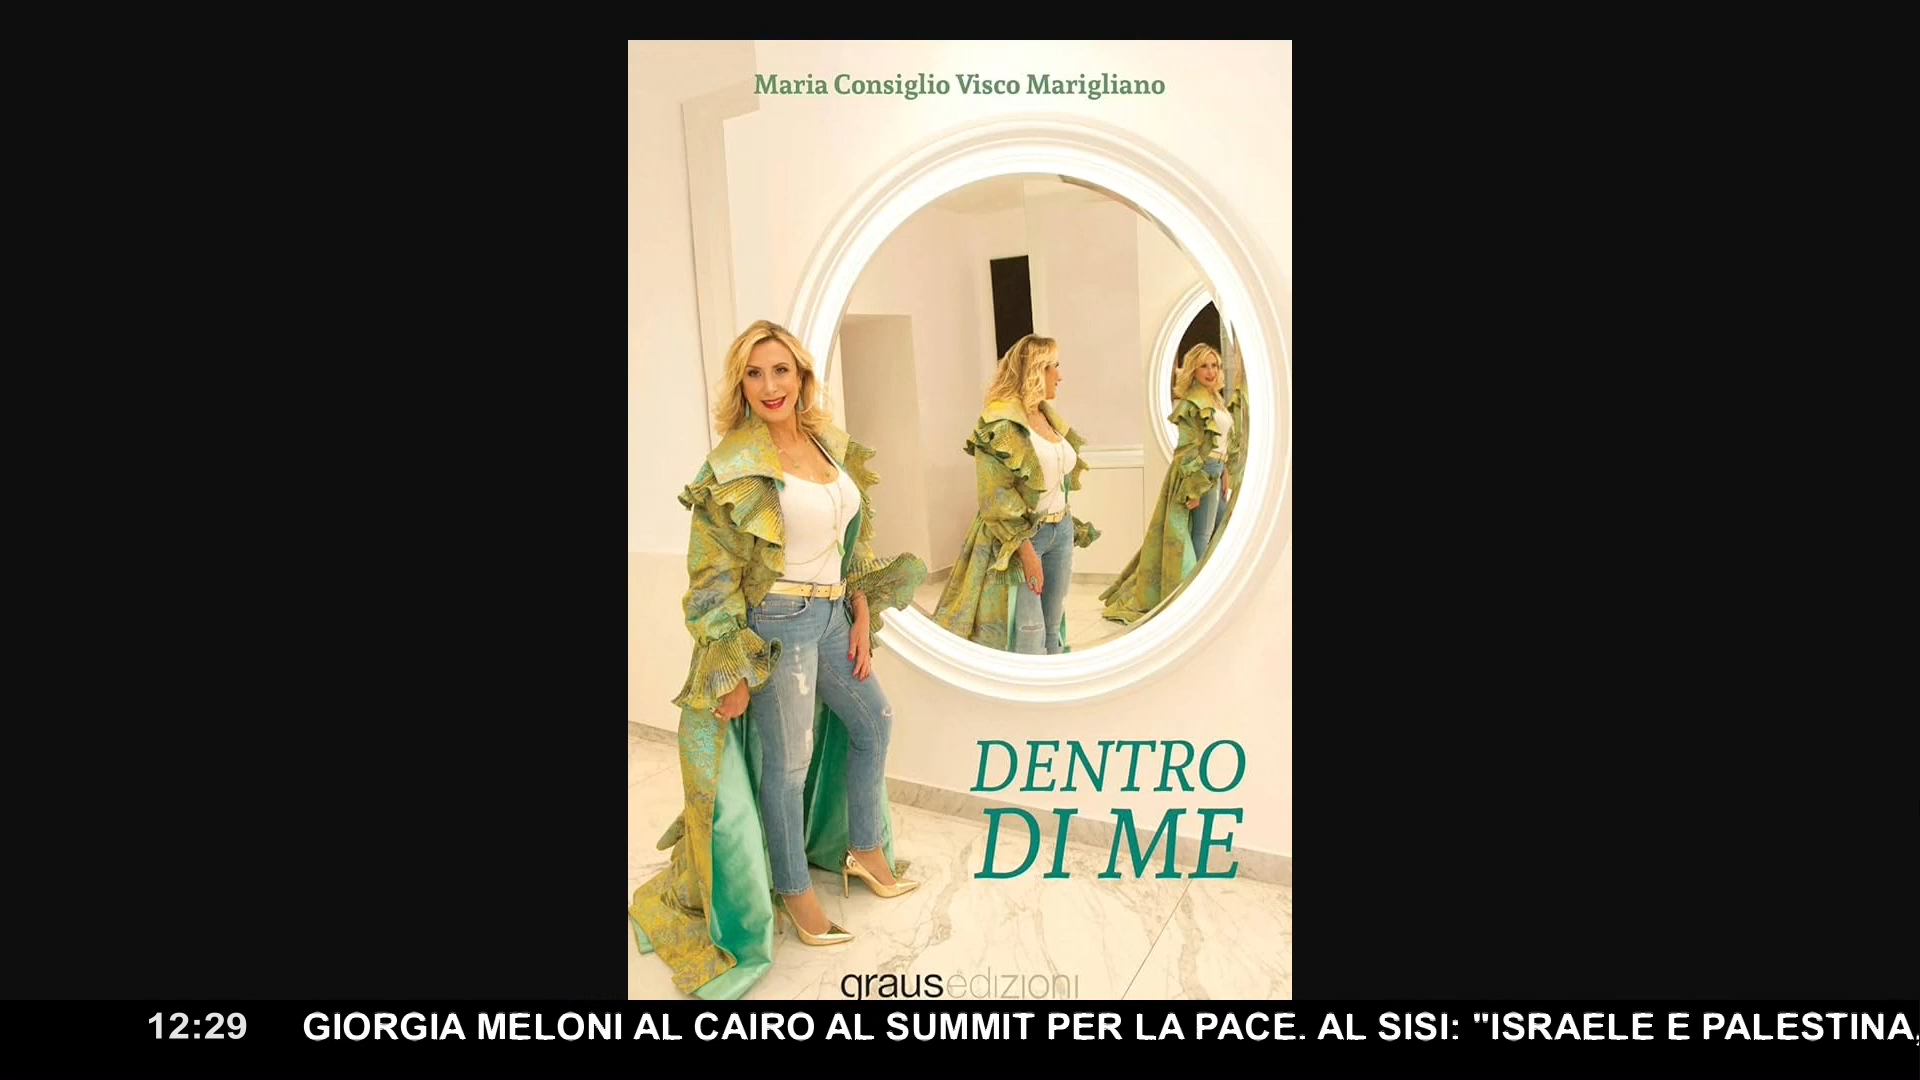 Maria Consiglio Visco Marigliano
DENTRO
DI ME
grausedizioni
12:29 GIORGIA MELONI AL CAIRO AL SUMMIT PER LA PACE. AL SISI: "ISRAELE E PALESTINA,